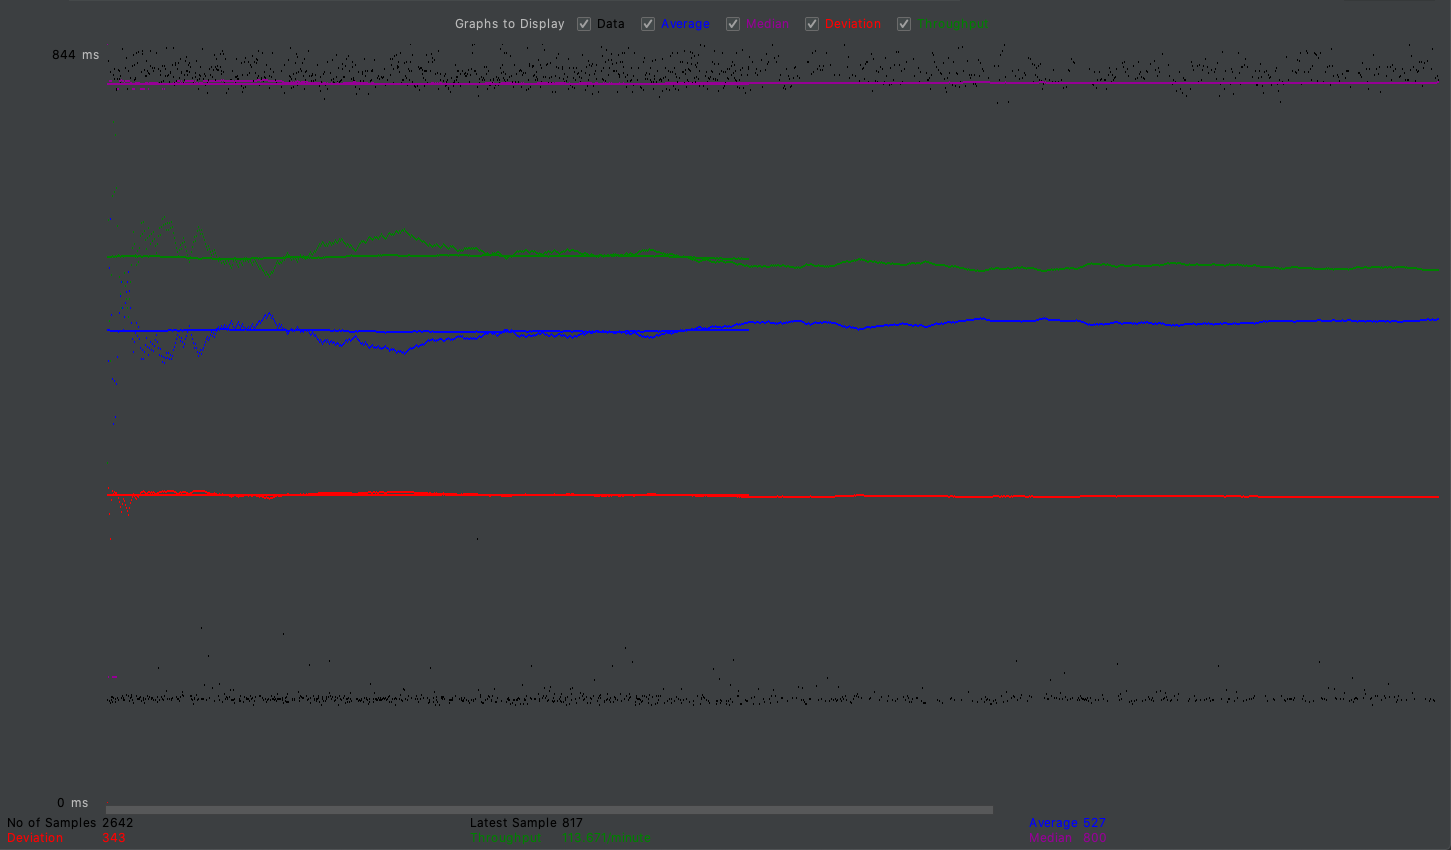 Graphs to Display Data Average Median Deviation Throughput
844 ms
0 ms
No of Samples 2642 Latest Sample 817 Average 527
Deviation 343 Throughput 113.671/minute Median